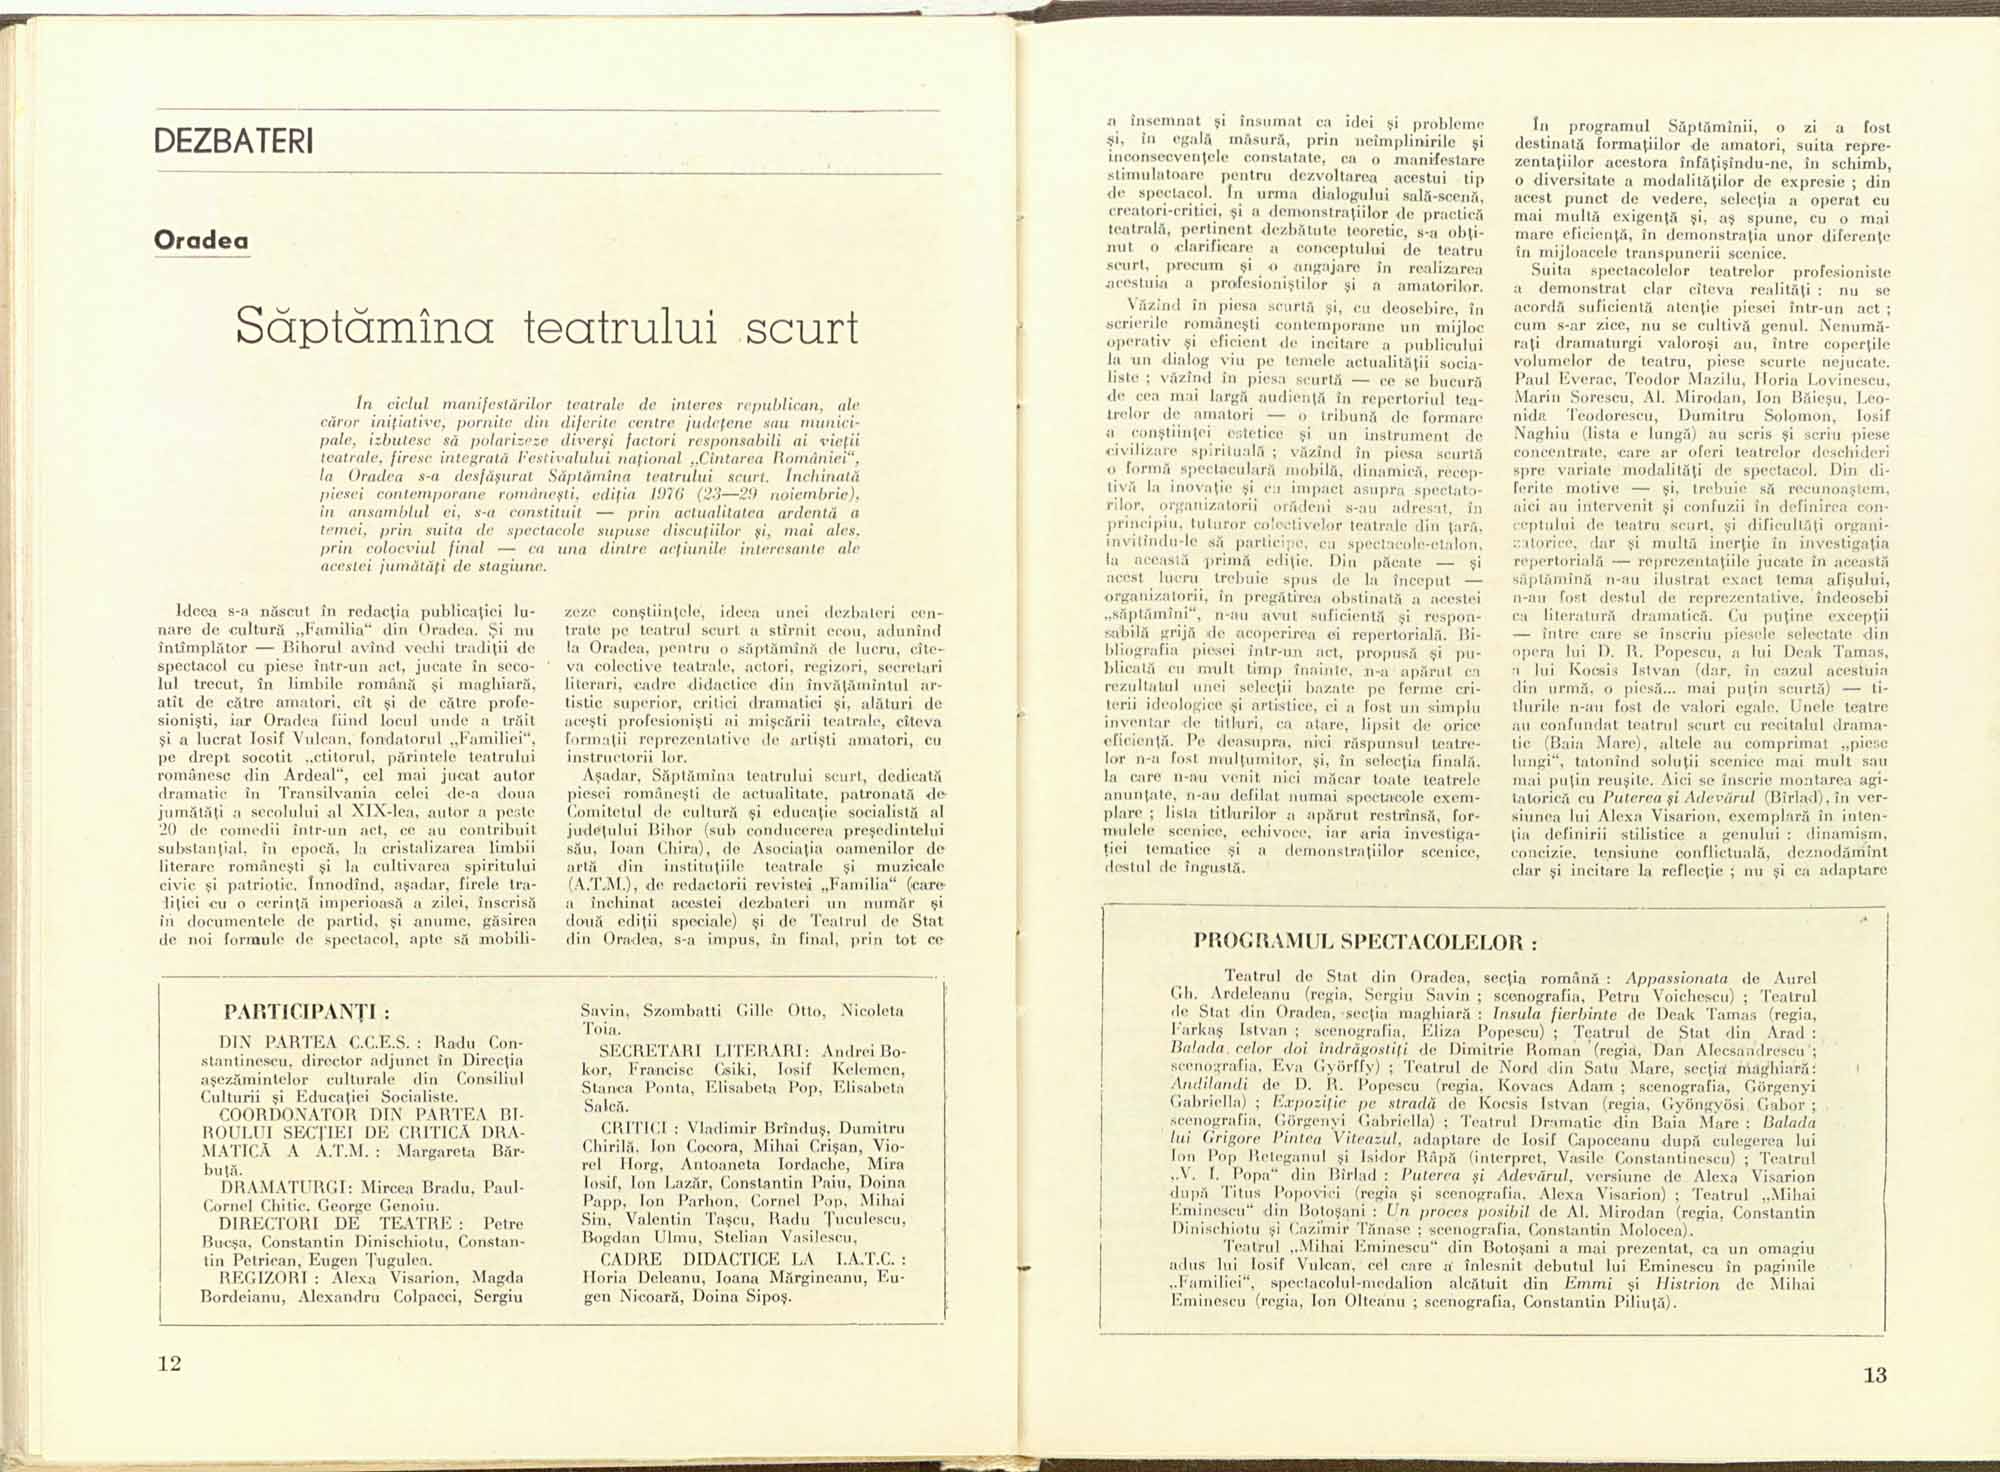 DEZBATERI
Oradea
Săptămîna teatrului scurt
In ciclul manifestărilor teatrale de interes republican, ale
căror inițiative, pornite din diferite centre județene sau munici-
pale, izbutesc să polarizeze diverși factori responsabili ai vieții
teatrale, firesc integrată Festivalului național „Cîntarea României“,
la Oradea s-a desfășurat Săptămîna teatrului scurt. Închinată
piesei contemporane românești, ediția 1976 (23—29 noiembrie),
în ansamblul ei, s-a constituit — prin actualitatea ardentă a
temei, prin suita de spectacole supuse discuțiilor și, mai ales,
prin colocviul final — ca una dintre acțiunile interesante ale
acestei jumătăți de stagiune.
Ideea s-a născut în redacția publicației lu-
nare de cultură „Familia“ din Oradea. Și nu
întîmplător — Bihorul avînd vechi tradiții de
spectacol cu piese într-un act, jucate în seco-
lul trecut, în limbile română și maghiară,
atît de către amatori, cît și de către profe-
sioniști, iar Oradea fiind locul unde a trăit
și a lucrat Iosif Vulcan, fondatorul „Familiei“,
pe drept socotit „ctitorul, părintele teatrului
românesc din Ardeal“, cel mai jucat autor
dramatic în Transilvania celei de-a doua
jumătăți a secolului al XIX-lea, autor a peste
20 de comedii într-un act, ce au contribuit
substanțial, în epocă, la cristalizarea limbii
literare românești și la cultivarea spiritului
civic și patriotic. Înnodînd, așadar, firele tra-
diției cu o cerință imperioasă a zilei, înscrisă
în documentele de partid, și anume, găsirea
de noi formule de spectacol, apte să mobili-
zeze conștiințele, ideea unei dezbateri cen-
trate pe teatrul scurt a stîrnit ecou, adunînd
la Oradea, pentru o săptămînă de lucru, cîte-
va colective teatrale, actori, regizori, secretari
literari, cadre didactice din învățămîntul ar-
tistic superior, critici dramatici și, alături de
acești profesioniști ai mișcării teatrale, cîteva
formații reprezentative de artiști amatori, cu
instructorii lor.
Așadar, Săptămîna teatrului scurt, dedicată
piesei românești de actualitate, patronată de
Comitetul de cultură și educație socialistă al
județului Bihor (sub conducerea președintelui
său, Ioan Chira), de Asociația oamenilor de
artă din instituțiile teatrale și muzicale
(A.T.M.), de redactorii revistei „Familia“ (care
a închinat acestei dezbateri un număr și
două ediții speciale) și de Teatrul de Stat
din Oradea, s-a impus, în final, prin tot ce
PARTICIPANȚI :
DIN PARTEA C.C.E.S. : Radu Con-
stantinescu, director adjunct în Direcția
așezămintelor culturale din Consiliul
Culturii și Educației Socialiste.
COORDONATOR DIN PARTEA BI-
ROULUI SECȚIEI DE CRITICĂ DRA-
MATICĂ A A.T.M. : Margareta Băr-
buță.
DRAMATURGI: Mircea Bradu, Paul-
Cornel Chitic, George Genoiu.
DIRECTORI DE TEATRE : Petre
Bucșa, Constantin Dinischiotu, Constan-
tin Petrican, Eugen Țugulea.
REGIZORI : Alexa Visarion, Magda
Bordeianu, Alexandru Colpacci, Sergiu
Savin, Szombatti Gille Otto, Nicoleta
Toia.
SECRETARI LITERARI: Andrei Bo-
kor, Francisc Csiki, Iosif Kelemen,
Stanca Ponta, Elisabeta Pop, Elisabeta
Salcă.
CRITICI : Vladimir Brînduș, Dumitru
Chirilă, Ion Cocora, Mihai Crișan, Vio-
rel Horg, Antoaneta Iordache, Mira
Iosif, Ion Lazăr, Constantin Paiu, Doina
Papp, Ion Parhon, Cornel Pop, Mihai
Sin, Valentin Tașcu, Radu Țuculescu,
Bogdan Ulmu, Stelian Vasilescu,
CADRE DIDACTICE LA I.A.T.C. :
Horia Deleanu, Ioana Mărgineanu, Eu-
gen Nicoară, Doina Sipoș.
12
a însemnat și însumat ca idei și probleme
și, în egală măsură, prin neîmplinirile și
inconsecvențele constatate, ca o manifestare
stimulatoare pentru dezvoltarea acestui tip
de spectacol. În urma dialogului sală-scenă,
creatori-critici, și a demonstrațiilor de practică
teatrală, pertinent dezbătute teoretic, s-a obți-
nut o clarificare a conceptului de teatru
scurt, precum și o angajare în realizarea
acestuia a profesioniștilor și a amatorilor.
Văzînd în piesa scurtă și, cu deosebire, în
scrierile românești contemporane un mijloc
operativ și eficient de incitare a publicului
la un dialog viu pe temele actualității socia-
liste ; văzînd în piesa scurtă — ce se bucură
de cea mai largă audiență în repertoriul tea-
trelor de amatori — o tribună de formare
a conștiinței estetice și un instrument de
civilizare spirituală ; văzînd în piesa scurtă
o formă spectaculară mobilă, dinamică, recep-
tivă la inovație și cu impact asupra spectato-
rilor, organizatorii orădeni s-au adresat, în
principiu, tuturor colectivelor teatrale din țară,
invitîndu-le să participe, cu spectacole-etalon,
la această primă ediție. Din păcate — și
acest lucru trebuie spus de la început —
organizatorii, în pregătirea obstinată a acestei
„săptămîni“, n-au avut suficientă și respon-
sabilă grijă de acoperirea ei repertorială. Bi-
bliografia piesei într-un act, propusă și pu-
blicată cu mult timp înainte, n-a apărut ca
rezultatul unei selecții bazate pe ferme cri-
terii ideologice și artistice, ci a fost un simplu
inventar de titluri, ca atare, lipsit de orice
eficiență. Pe deasupra, nici răspunsul teatre-
lor n-a fost mulțumitor, și, în selecția finală,
la care n-au venit nici măcar toate teatrele
anunțate, n-au defilat numai spectacole exem-
plare ; lista titlurilor a apărut restrînsă, for-
mulele scenice, echivoce, iar aria investiga-
ției tematice și a demonstrațiilor scenice,
destul de îngustă.
În programul Săptămînii, o zi a fost
destinată formațiilor de amatori, suita repre-
zentațiilor acestora înfățișîndu-ne, în schimb,
o diversitate a modalităților de expresie ; din
acest punct de vedere, selecția a operat cu
mai multă exigență și, aș spune, cu o mai
mare eficiență, în demonstrația unor diferențe
în mijloacele transpunerii scenice.
Suita spectacolelor teatrelor profesioniste
a demonstrat clar cîteva realități : nu se
acordă suficientă atenție piesei într-un act ;
cum s-ar zice, nu se cultivă genul. Nenumă-
rați dramaturgi valoroși au, între coperțile
volumelor de teatru, piese scurte nejucate.
Paul Everac, Teodor Mazilu, Horia Lovinescu,
Marin Sorescu, Al. Mirodan, Ion Băieșu, Leo-
nida Teodorescu, Dumitru Solomon, Iosif
Naghiu (lista e lungă) au scris și scriu piese
concentrate, care ar oferi teatrelor deschideri
spre variate modalități de spectacol. Din di-
ferite motive — și, trebuie să recunoaștem,
aici au intervenit și confuzii în definirea con-
ceptului de teatru scurt, și dificultăți organi-
zatorice, dar și multă inerție în investigația
repertorială — reprezentațiile jucate în această
săptămînă n-au ilustrat exact tema afișului,
n-au fost destul de reprezentative, îndeosebi
ca literatură dramatică. Cu puține excepții
— între care se înscriu piesele selectate din
opera lui D. R. Popescu, a lui Deak Tamas,
a lui Kocsis Istvan (dar, în cazul acestuia
din urmă, o piesă... mai puțin scurtă) — ti-
tlurile n-au fost de valori egale. Unele teatre
au confundat teatrul scurt cu recitalul drama-
tic (Baia Mare), altele au comprimat „piese
lungi“, tatonînd soluții scenice mai mult sau
mai puțin reușite. Aici se înscrie montarea agi-
tatorică cu Puterea și Adevărul (Bîrlad), în ver-
siunea lui Alexa Visarion, exemplară în inten-
ția definirii stilistice a genului : dinamism,
concizie, tensiune conflictuală, deznodămînt
clar și incitare la reflecție ; nu și ca adaptare
PROGRAMUL SPECTACOLELOR :
Teatrul de Stat din Oradea, secția română : Appassionata de Aurel
Gh. Ardeleanu (regia, Sergiu Savin ; scenografia, Petru Voichescu) ; Teatrul
de Stat din Oradea, secția maghiară : Insula fierbinte de Deak Tamas (regia,
Farkaș Istvan ; scenografia, Eliza Popescu) ; Teatrul de Stat din Arad :
Balada celor doi îndrăgostiți de Dimitrie Roman (regia, Dan Alecsandrescu ;
scenografia, Eva Györffy) ; Teatrul de Nord din Satu Mare, secția maghiară:
Andilandi de D. R. Popescu (regia, Kovacs Adam ; scenografia, Görgenyi
Gabriella) ; Expoziție pe stradă de Kocsis Istvan (regia, Gyöngyösi Gabor ;
scenografia, Görgenyi Gabriella) ; Teatrul Dramatic din Baia Mare : Balada
lui Grigore Pintea Viteazul, adaptare de Iosif Capoceanu după culegerea lui
Ion Pop Reteganul și Isidor Râpă (interpret, Vasile Constantinescu) ; Teatrul
„V. I. Popa“ din Bîrlad : Puterea și Adevărul, versiune de Alexa Visarion
după Titus Popovici (regia și scenografia, Alexa Visarion) ; Teatrul „Mihai
Eminescu“ din Botoșani : Un proces posibil de Al. Mirodan (regia, Constantin
Dinischiotu și Cazimir Tănase ; scenografia, Constantin Molocea).
Teatrul „Mihai Eminescu“ din Botoșani a mai prezentat, ca un omagiu
adus lui Iosif Vulcan, cel care a înlesnit debutul lui Eminescu în paginile
„Familiei“, spectacolul-medalion alcătuit din Emmi și Histrion de Mihai
Eminescu (regia, Ion Olteanu ; scenografia, Constantin Piliuță).
13